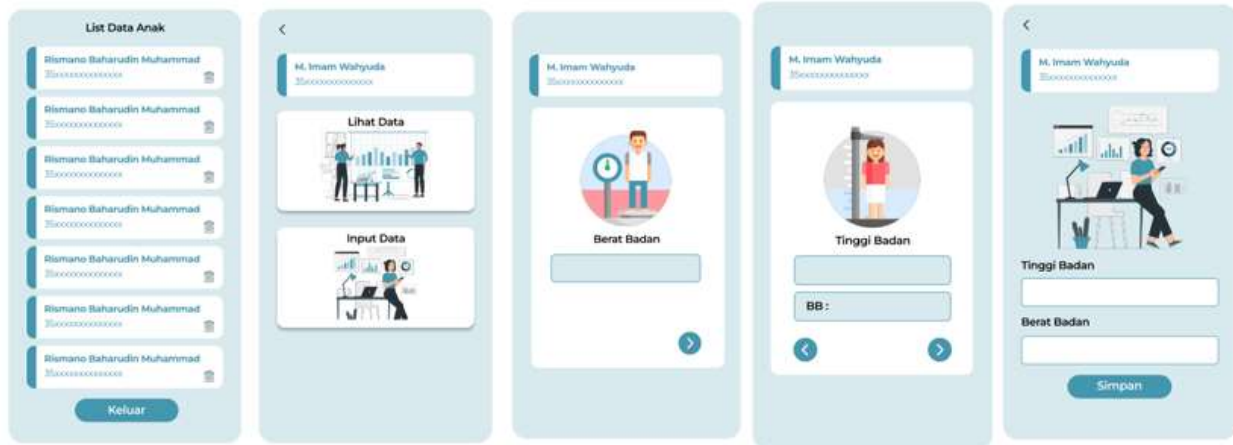 List Data Anak
Rismano Baharudin Muhammad
Rismano Baharudin Muhammad
Rismano Baharudin Muhammad
Rismano Baharudin Muhammad
Rismano Baharudin Muhammad
Rismano Baharudin Muhammad
Rismano Baharudin Muhammad
Keluar
M. Imam Wahyuda
Lihat Data
Input Data
M. Imam Wahyuda
Berat Badan
M. Imam Wahyuda
Tinggi Badan
BB :
M. Imam Wahyuda
Tinggi Badan
Berat Badan
Simpan